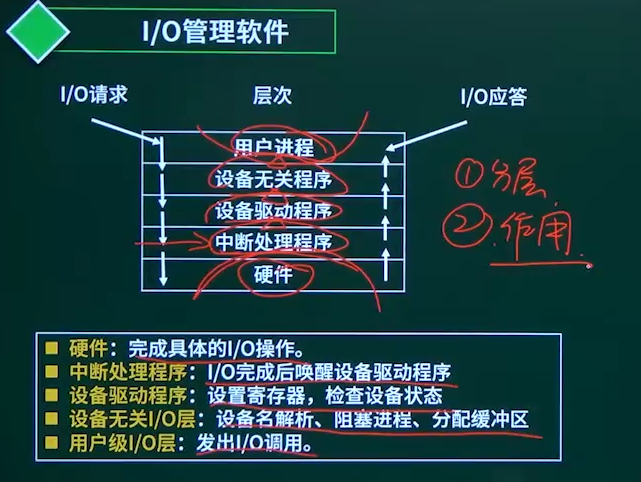 I/O管理软件
I/O请求
层次
I/O应答
用户进程
设备无关程序
设备驱动程序
中断处理程序
硬件
①分层
②作用
硬件：完成具体的I/O操作。
中断处理程序：I/O完成后唤醒设备驱动程序
设备驱动程序：设置寄存器，检查设备状态
设备无关I/O层：设备名解析、阻塞进程、分配缓冲区
用户级I/O层：发出I/O调用。